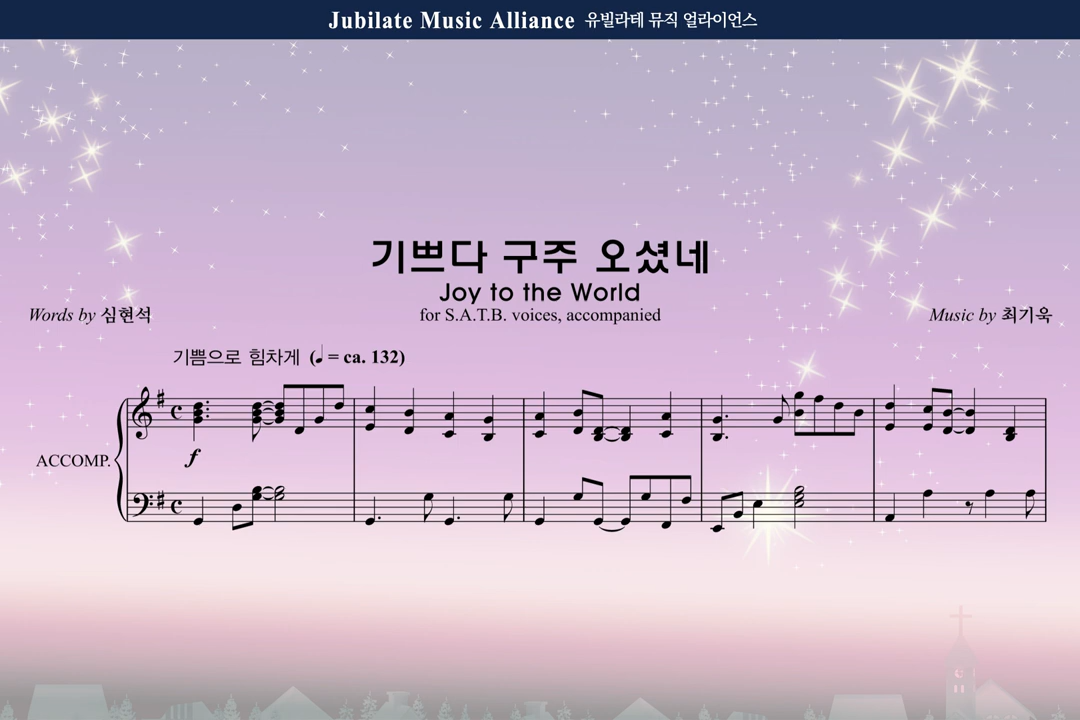 Jubilate Music Alliance 유빌라테 뮤직 얼라이언스
기쁘다 구주 오셨네
Joy to the World
Words by 심현석
for S.A.T.B. voices, accompanied
Music by 최기욱
기쁨으로 힘차게 (♩ = ca. 132)
ACCOMP.
f